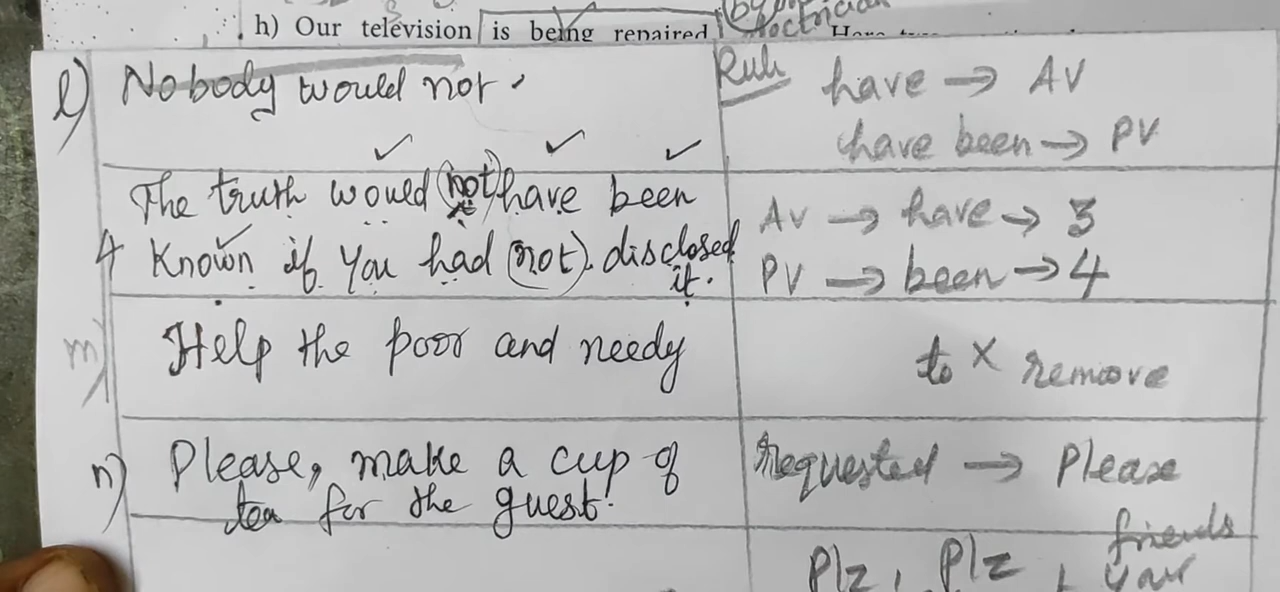 h) Our television is being repaired
l) Nobody would not.
Rule have → AV
have been → PV
The truth would (not) have been
4 Known if you had (not). disclosed
it.
AV → have → 3
PV → been → 4
m) Help the poor and needy
to × remove
n) Please, make a cup of
tea for the guest.
Requested → Please
friends
Plz, Plz, your